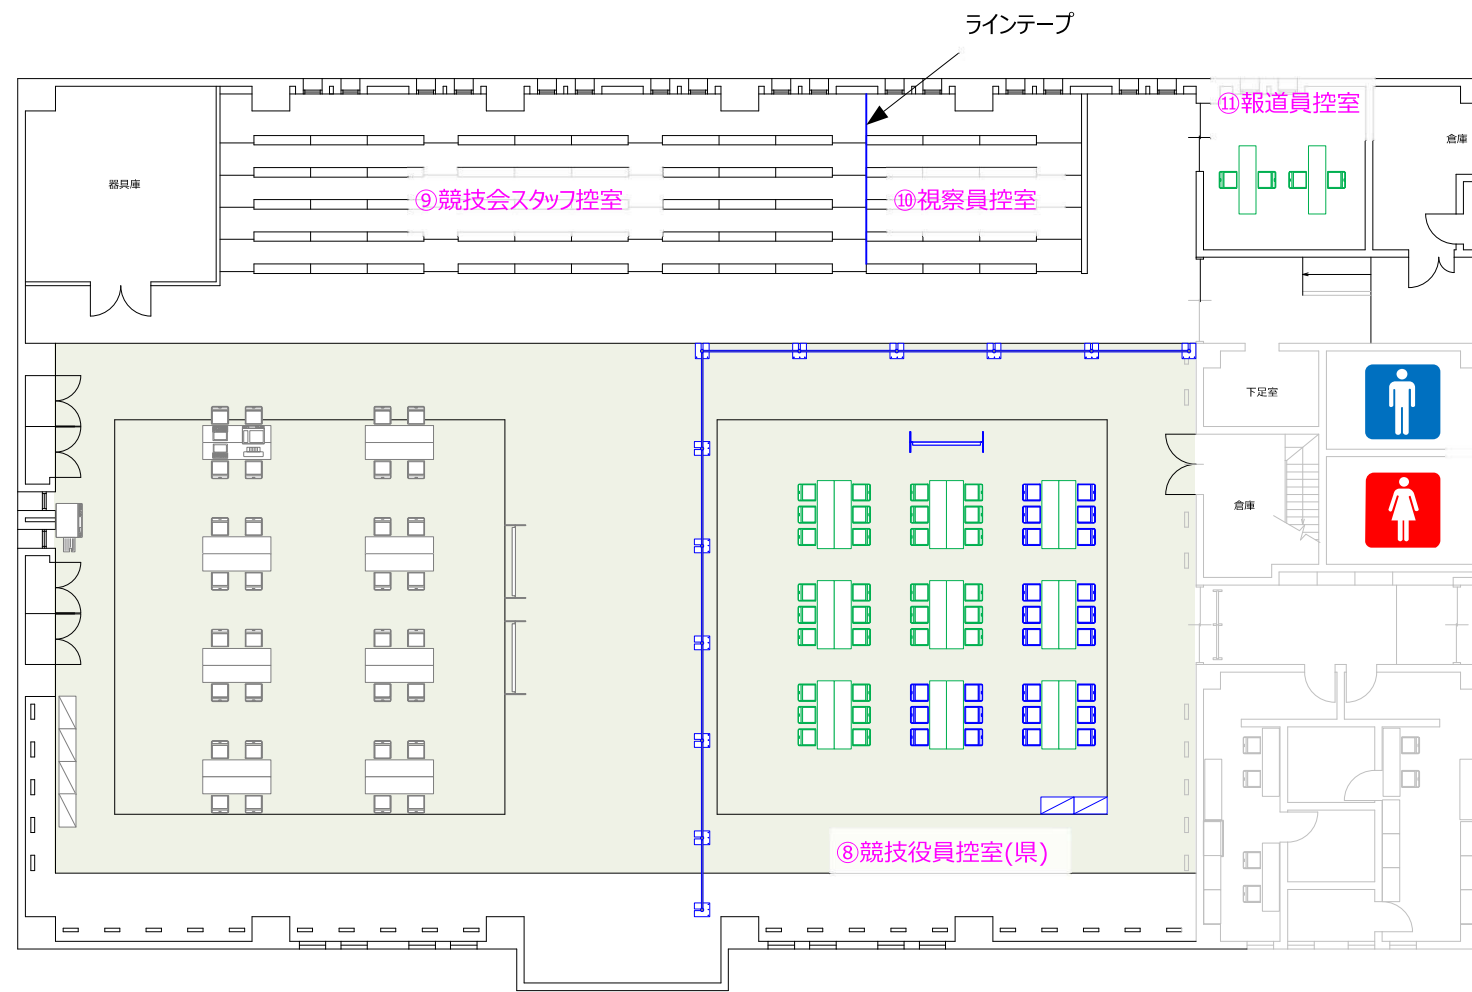 ラインテープ
⑪報道員控室
倉庫
器具庫
⑨競技会スタッフ控室
⑩視察員控室
下足室
倉庫
⑧競技役員控室(県)